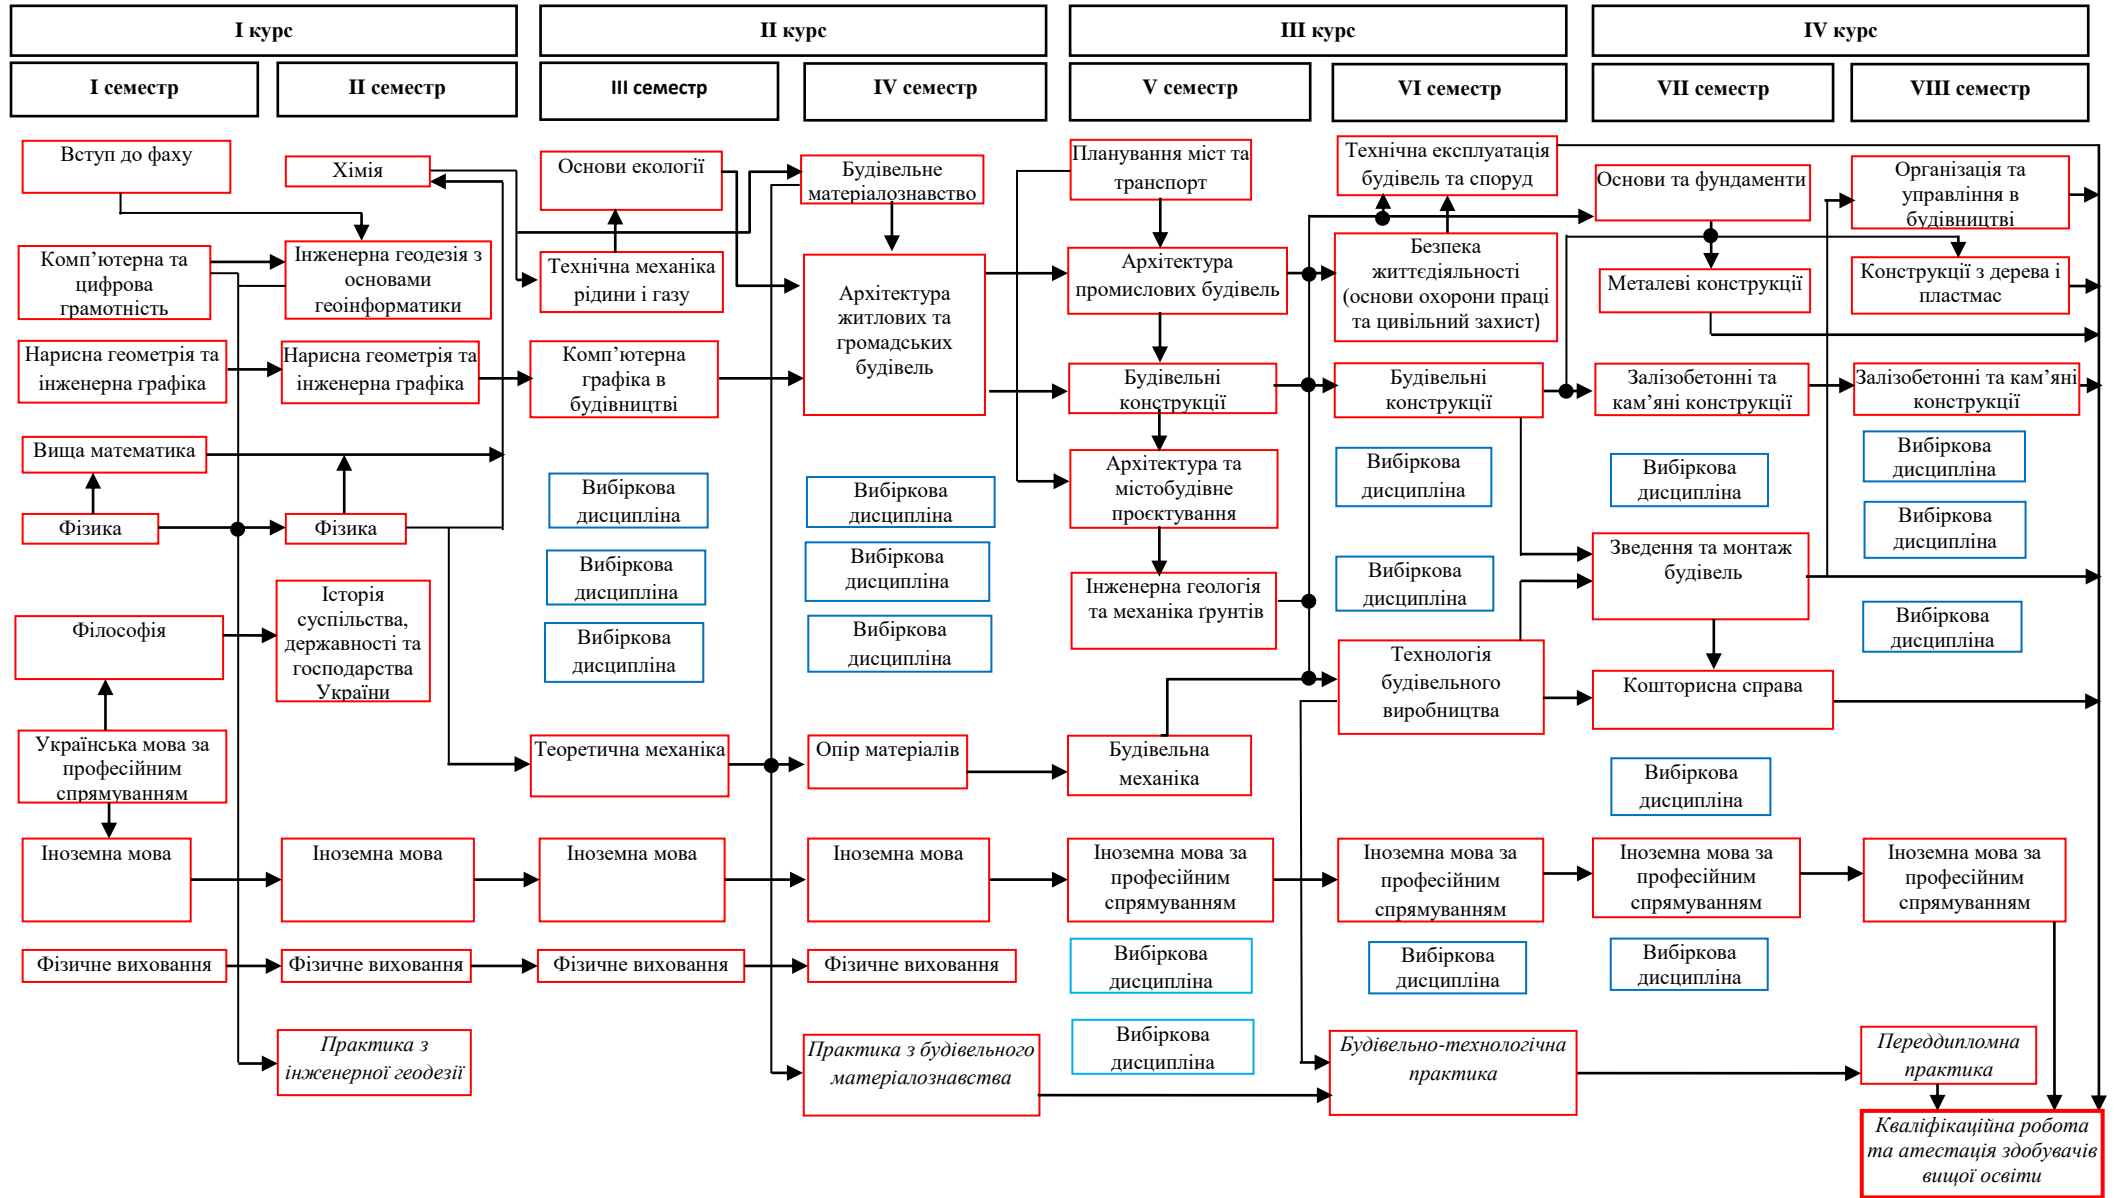 I курс
II курс
III курс
IV курс
I семестр
II семестр
III семестр
IV семестр
V семестр
VI семестр
VII семестр
VIII семестр
Вступ до фаху
Комп’ютерна та
цифрова
грамотність
Нарисна геометрія та
інженерна графіка
Вища математика
Фізика
Філософія
Українська мова за
професійним
спрямуванням
Іноземна мова
Фізичне виховання
Хімія
Інженерна геодезія з
основами
геоінформатики
Нарисна геометрія та
інженерна графіка
Фізика
Історія
суспільства,
державності та
господарства
України
Іноземна мова
Фізичне виховання
Практика з
інженерної геодезії
Основи екології
Технічна механіка
рідини і газу
Комп’ютерна
графіка в
будівництві
Вибіркова
дисципліна
Вибіркова
дисципліна
Вибіркова
дисципліна
Теоретична механіка
Іноземна мова
Фізичне виховання
Будівельне
матеріалознавство
Архітектура
житлових та
громадських
будівель
Вибіркова
дисципліна
Вибіркова
дисципліна
Вибіркова
дисципліна
Опір матеріалів
Іноземна мова
Фізичне виховання
Практика з будівельного
матеріалознавства
Планування міст та
транспорт
Архітектура
промислових будівель
Будівельні
конструкції
Архітектура та
містобудівне
проєктування
Інженерна геологія
та механіка ґрунтів
Будівельна
механіка
Іноземна мова за
професійним
спрямуванням
Вибіркова
дисципліна
Вибіркова
дисципліна
Технічна експлуатація
будівель та споруд
Безпека
життєдіяльності
(основи охорони праці
та цивільний захист)
Будівельні
конструкції
Вибіркова
дисципліна
Вибіркова
дисципліна
Технологія
будівельного
виробництва
Іноземна мова за
професійним
спрямуванням
Вибіркова
дисципліна
Будівельно-технологічна
практика
Основи та фундаменти
Металеві конструкції
Залізобетонні та
кам’яні конструкції
Вибіркова
дисципліна
Зведення та монтаж
будівель
Кошторисна справа
Вибіркова
дисципліна
Іноземна мова за
професійним
спрямуванням
Вибіркова
дисципліна
Організація та
управління в
будівництві
Конструкції з дерева і
пластмас
Залізобетонні та кам’яні
конструкції
Вибіркова
дисципліна
Вибіркова
дисципліна
Вибіркова
дисципліна
Іноземна мова за
професійним
спрямуванням
Переддипломна
практика
Кваліфікаційна робота
та атестація здобувачів
вищої освіти